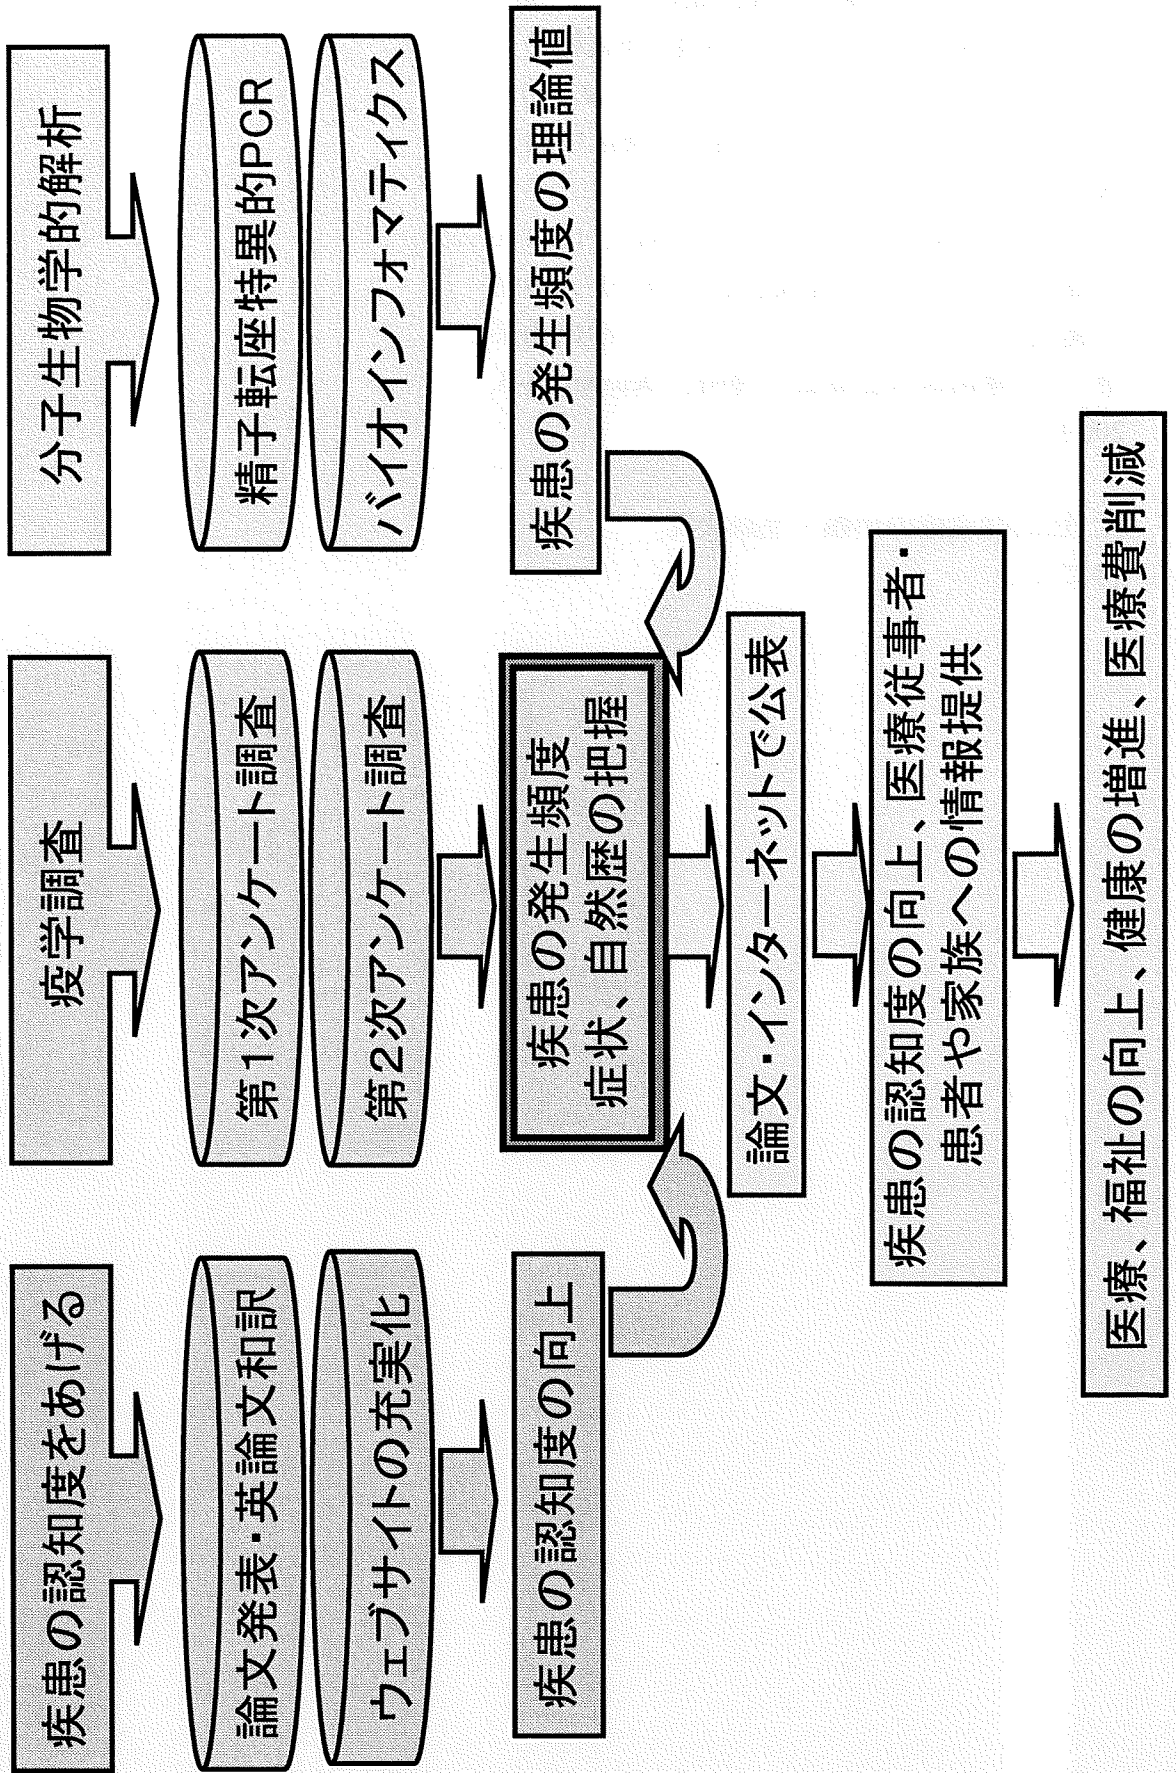 疾患の認知度をあげる
論文発表・英論文和訳
ウェブサイトの充実化
疾患の認知度の向上
疫学調査
第１次アンケート調査
第２次アンケート調査
疾患の発生頻度
症状、自然歴の把握
分子生物学的解析
精子転座特異的PCR
バイオインフォマティクス
疾患の発生頻度の理論値
論文・インターネットで公表
疾患の認知度の向上、医療従事者・
患者や家族への情報提供
医療、福祉の向上、健康の増進、医療費削減